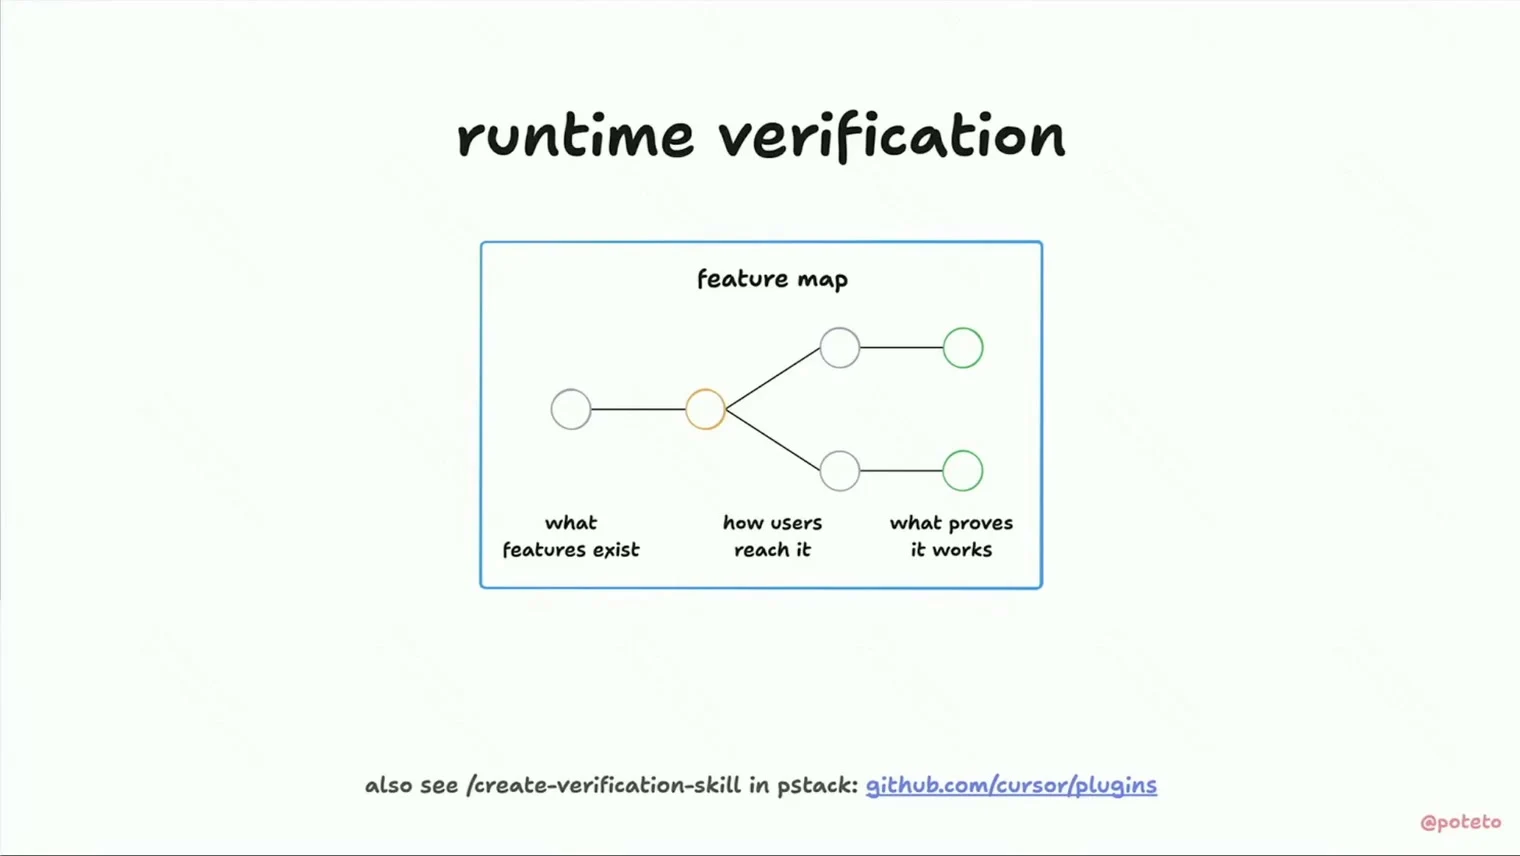 runtime verification
feature map
what
features exist
how users
reach it
what proves
it works
also see /create-verification-skill in pstack: github.com/cursor/plugins
@poteto